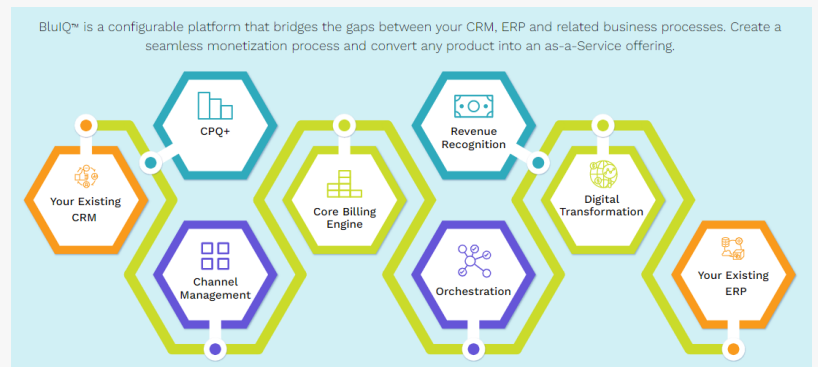 BluIQ™ is a configurable platform that bridges the gaps between your CRM, ERP and related business processes. Create a
seamless monetization process and convert any product into an as-a-Service offering.
CPQ+
Revenue
Recognition
Your Existing
CRM
Core Billing
Engine
Digital
Transformation
Channel
Management
Orchestration
Your Existing
ERP